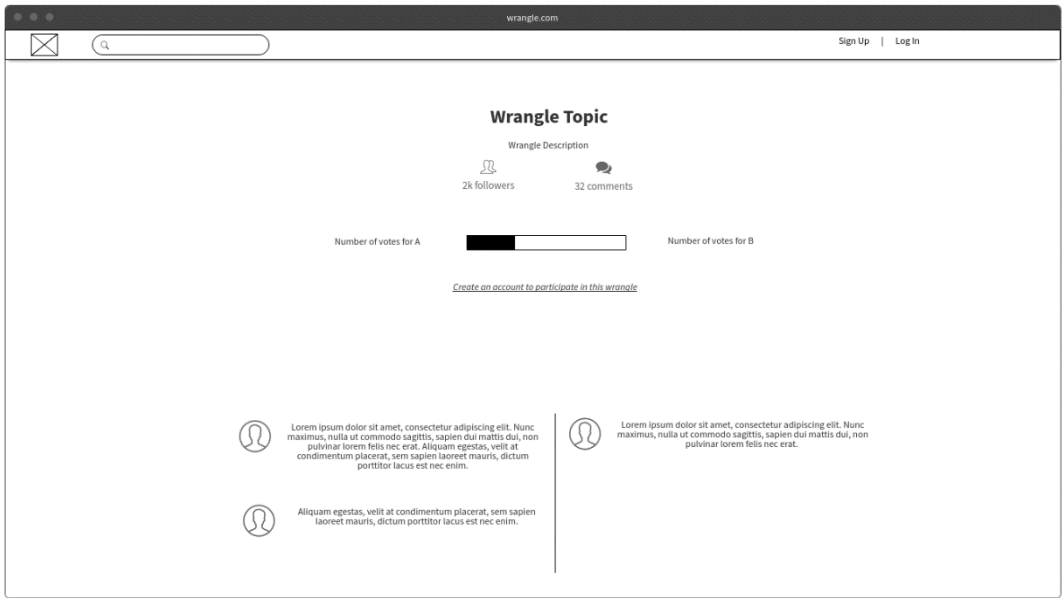 wrangle.com
Sign Up | Log In
Wrangle Topic
Wrangle Description
2k followers
32 comments
Number of votes for A
Number of votes for B
Create an account to participate in this wrangle
Lorem ipsum dolor sit amet, consectetur adipiscing elit. Nunc
maximus, nulla ut commodo sagittis, sapien dui mattis dui, non
pulvinar lorem felis nec erat. Aliquam egestas, velit at
condimentum placerat, sem sapien laoreet mauris, dictum
porttitor lacus est nec enim.
Aliquam egestas, velit at condimentum placerat, sem sapien
laoreet mauris, dictum porttitor lacus est nec enim.
Lorem ipsum dolor sit amet, consectetur adipiscing elit. Nunc
maximus, nulla ut commodo sagittis, sapien dui mattis dui, non
pulvinar lorem felis nec erat.